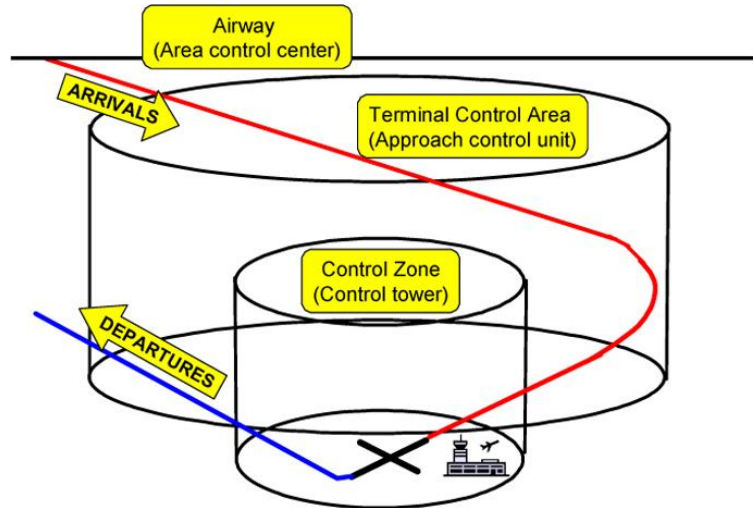 Airway
(Area control center)
ARRIVALS
Terminal Control Area
(Approach control unit)
Control Zone
(Control tower)
DEPARTURES